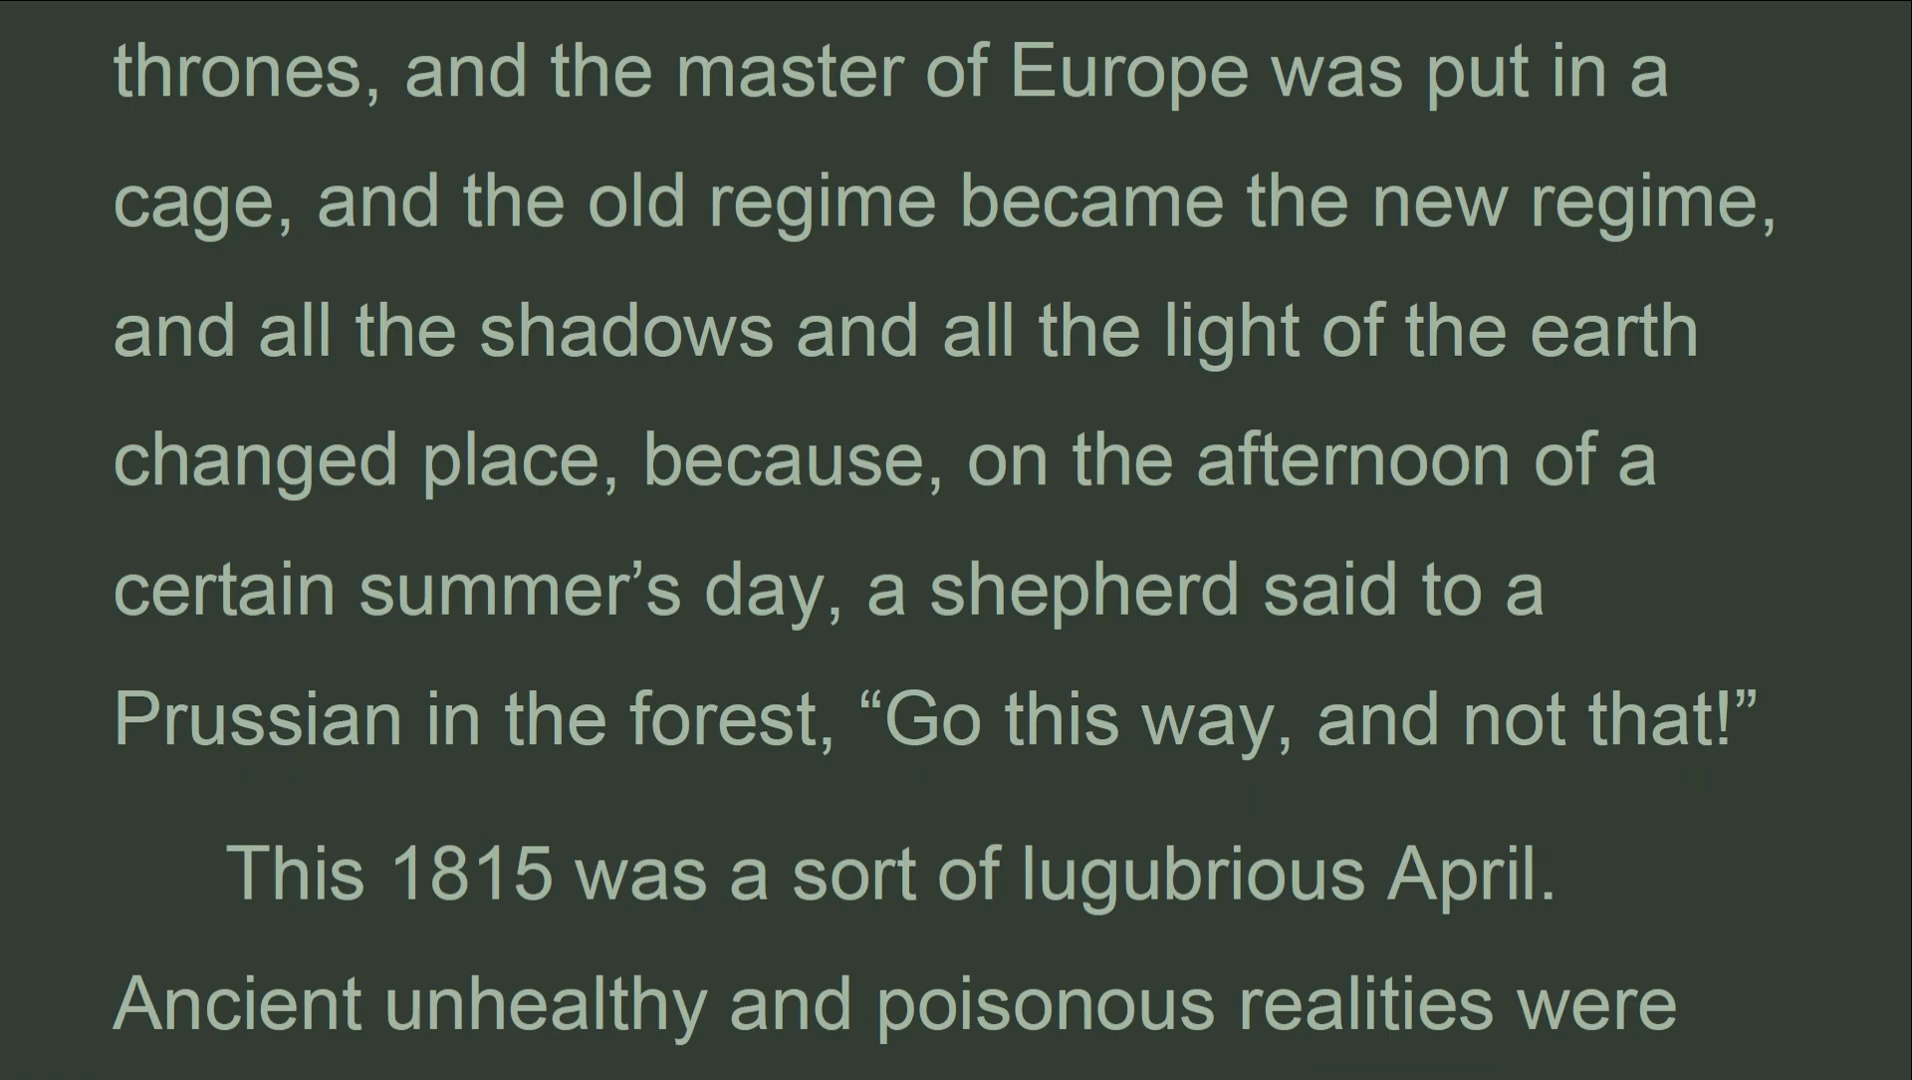 thrones, and the master of Europe was put in a
cage, and the old regime became the new regime,
and all the shadows and all the light of the earth
changed place, because, on the afternoon of a
certain summer’s day, a shepherd said to a
Prussian in the forest, “Go this way, and not that!”
This 1815 was a sort of lugubrious April.
Ancient unhealthy and poisonous realities were